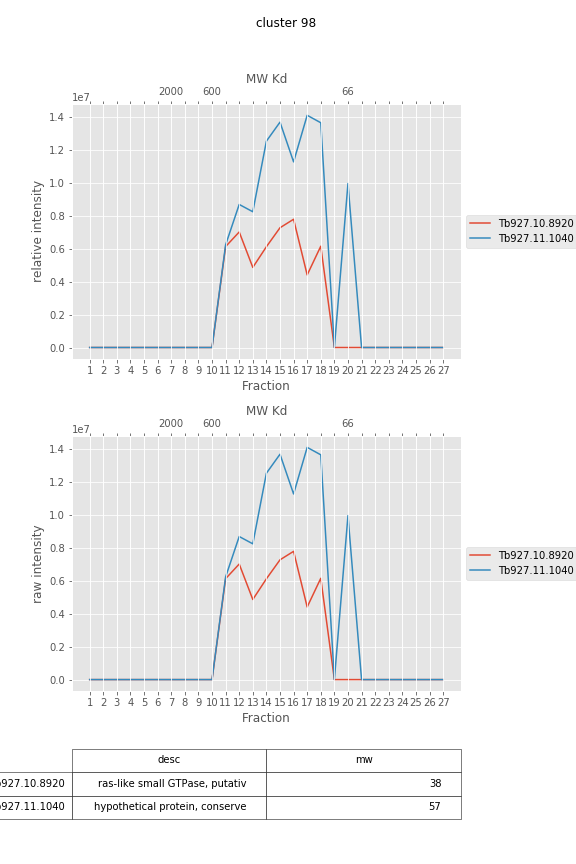 cluster 98
MW Kd
2000 600 66
1e7
1.4
1.2
1.0
0.8
0.6
0.4
0.2
0.0
relative intensity
Tb927.10.8920
Tb927.11.1040
1 2 3 4 5 6 7 8 9 10 11 12 13 14 15 16 17 18 19 20 21 22 23 24 25 26 27
Fraction
MW Kd
2000 600 66
1e7
1.4
1.2
1.0
0.8
0.6
0.4
0.2
0.0
raw intensity
Tb927.10.8920
Tb927.11.1040
1 2 3 4 5 6 7 8 9 10 11 12 13 14 15 16 17 18 19 20 21 22 23 24 25 26 27
Fraction
desc mw
b927.10.8920 ras-like small GTPase, putativ 38
b927.11.1040 hypothetical protein, conserve 57